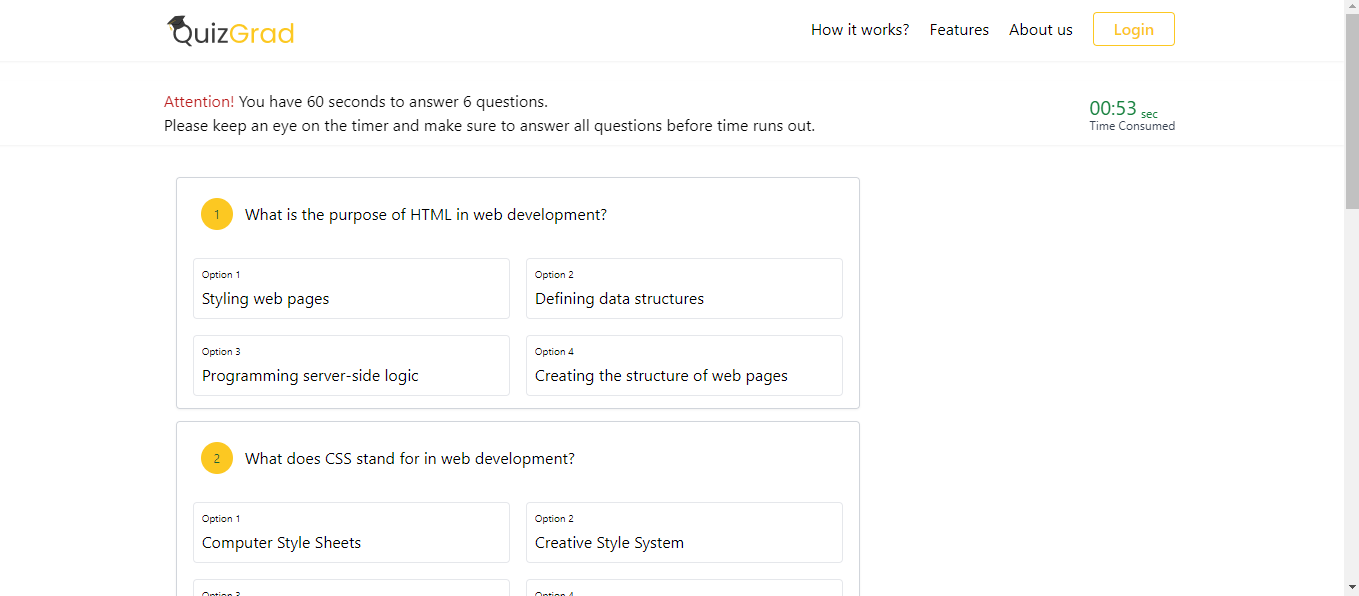 QuizGrad
How it works?
Features
About us
Login
Attention! You have 60 seconds to answer 6 questions.
Please keep an eye on the timer and make sure to answer all questions before time runs out.
00:53 sec
Time Consumed
1 What is the purpose of HTML in web development?
Option 1
Styling web pages
Option 2
Defining data structures
Option 3
Programming server-side logic
Option 4
Creating the structure of web pages
2 What does CSS stand for in web development?
Option 1
Computer Style Sheets
Option 2
Creative Style System
Option 3
Option 4